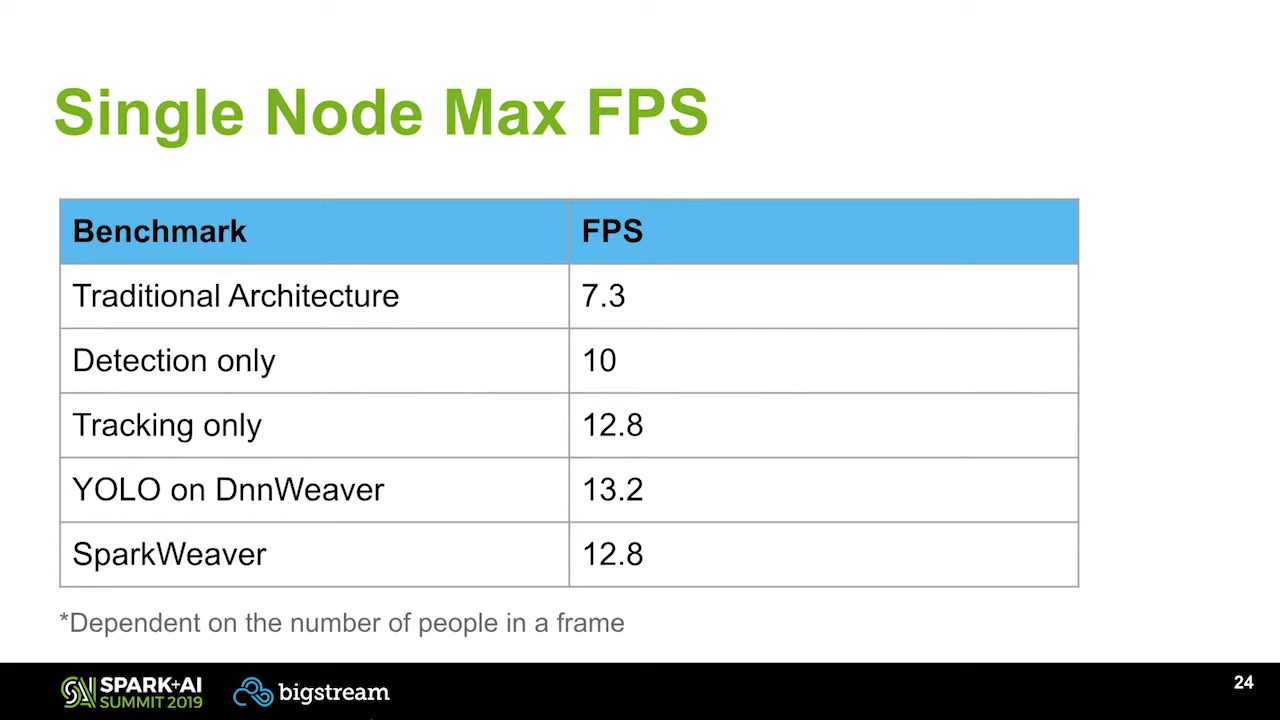 Single Node Max FPS
Benchmark FPS
Traditional Architecture 7.3
Detection only 10
Tracking only 12.8
YOLO on DnnWeaver 13.2
SparkWeaver 12.8
*Dependent on the number of people in a frame
SPARK+AI
SUMMIT 2019
bigstream
24